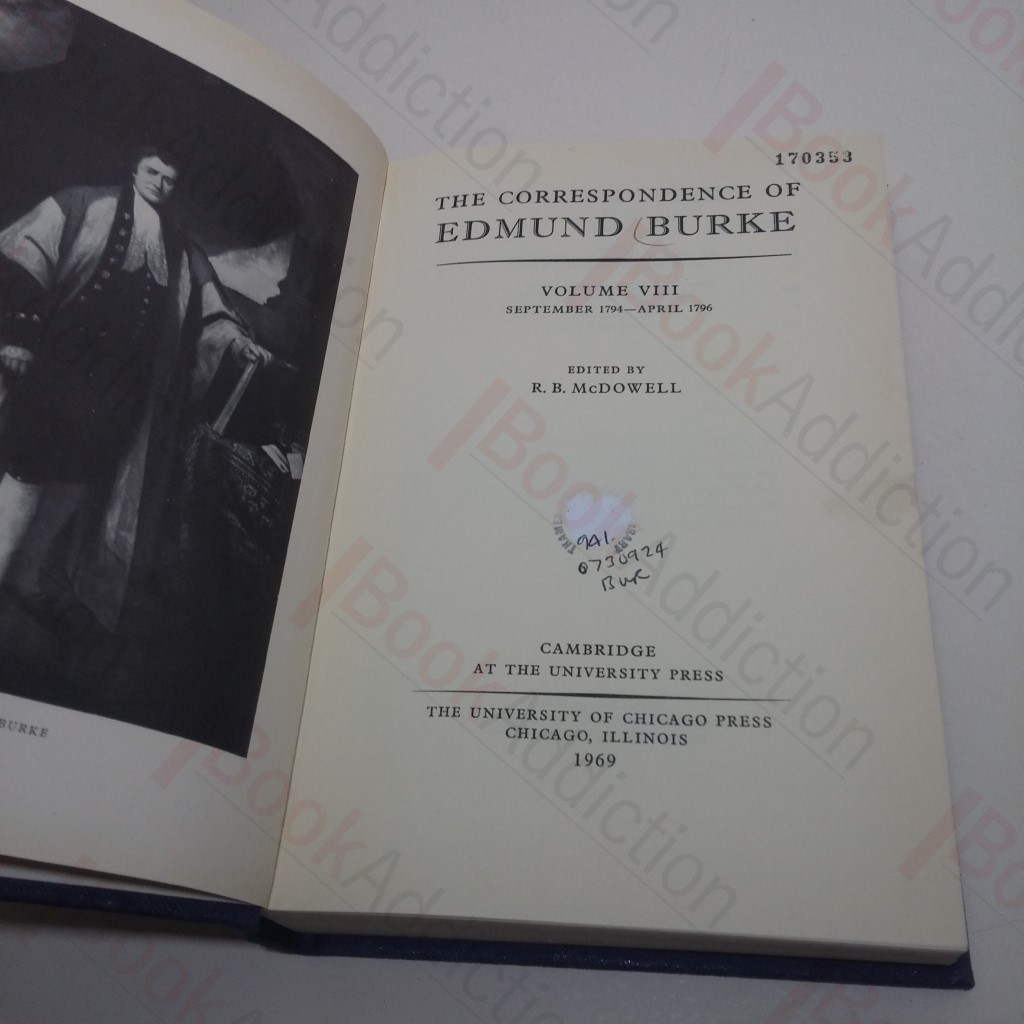 BURKE
170353
THE CORRESPONDENCE OF
EDMUND BURKE
VOLUME VIII
SEPTEMBER 1794—APRIL 1796
EDITED BY
R. B. McDOWELL
941.
0730924
Bur
CAMBRIDGE
AT THE UNIVERSITY PRESS
THE UNIVERSITY OF CHICAGO PRESS
CHICAGO, ILLINOIS
1969
BookAddiction